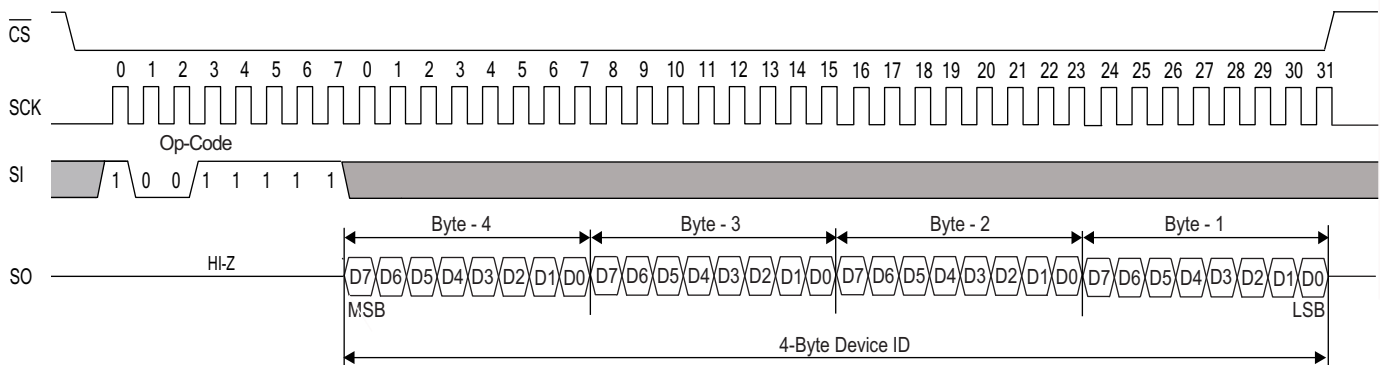 CS
0 1 2 3 4 5 6 7 0 1 2 3 4 5 6 7 8 9 10 11 12 13 14 15 16 17 18 19 20 21 22 23 24 25 26 27 28 29 30 31
SCK
Op-Code
SI 1 0 0 1 1 1 1 1
Byte - 4 Byte - 3 Byte - 2 Byte - 1
SO HI-Z D7 D6 D5 D4 D3 D2 D1 D0 D7 D6 D5 D4 D3 D2 D1 D0 D7 D6 D5 D4 D3 D2 D1 D0 D7 D6 D5 D4 D3 D2 D1 D0
MSB LSB
4-Byte Device ID